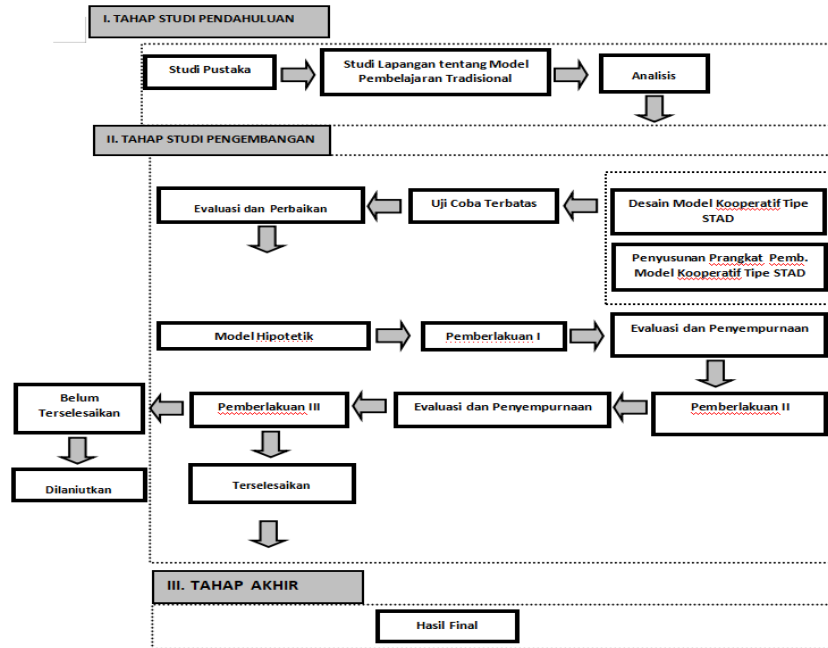 I. TAHAP STUDI PENDAHULUAN
Studi Pustaka
Studi Lapangan tentang Model
Pembelajaran Tradisional
Analisis
II. TAHAP STUDI PENGEMBANGAN
Evaluasi dan Perbaikan
Uji Coba Terbatas
Desain Model Kooperatif Tipe
STAD
Penyusunan Prangkat Pemb.
Model Kooperatif Tipe STAD
Model Hipotetik
Pemberlakuan I
Evaluasi dan Penyempurnaan
Belum
Terselesaikan
Pemberlakuan III
Evaluasi dan Penyempurnaan
Pemberlakuan II
Dilaniutkan
Terselesaikan
III. TAHAP AKHIR
Hasil Final